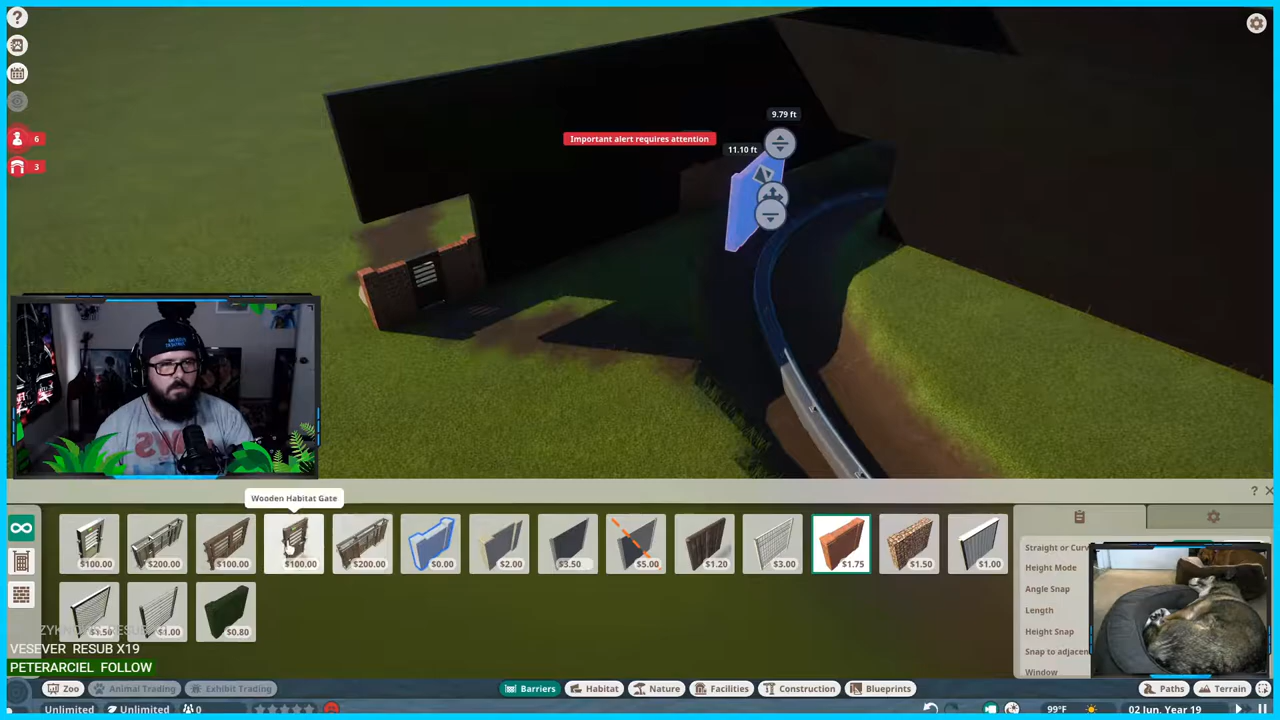 ?
6
3
Important alert requires attention
9.79 ft
11.10 ft
Wooden Habitat Gate
?
$100.00
$200.00
$100.00
$100.00
$200.00
$0.00
$2.00
$3.50
$5.00
$1.20
$3.00
$1.75
$1.50
$1.00
$1.50
$1.00
$0.80
VESEVER RESUB X19
PETERARCIEL FOLLOW
Straight or Curv
Height Mode
Angle Snap
Length
Height Snap
Snap to adjacen
Window
Zoo
Animal Trading
Exhibit Trading
Barriers
Habitat
Nature
Facilities
Construction
Blueprints
Paths
Terrain
Unlimited
Unlimited
0
99°F
02 Jun, Year 19